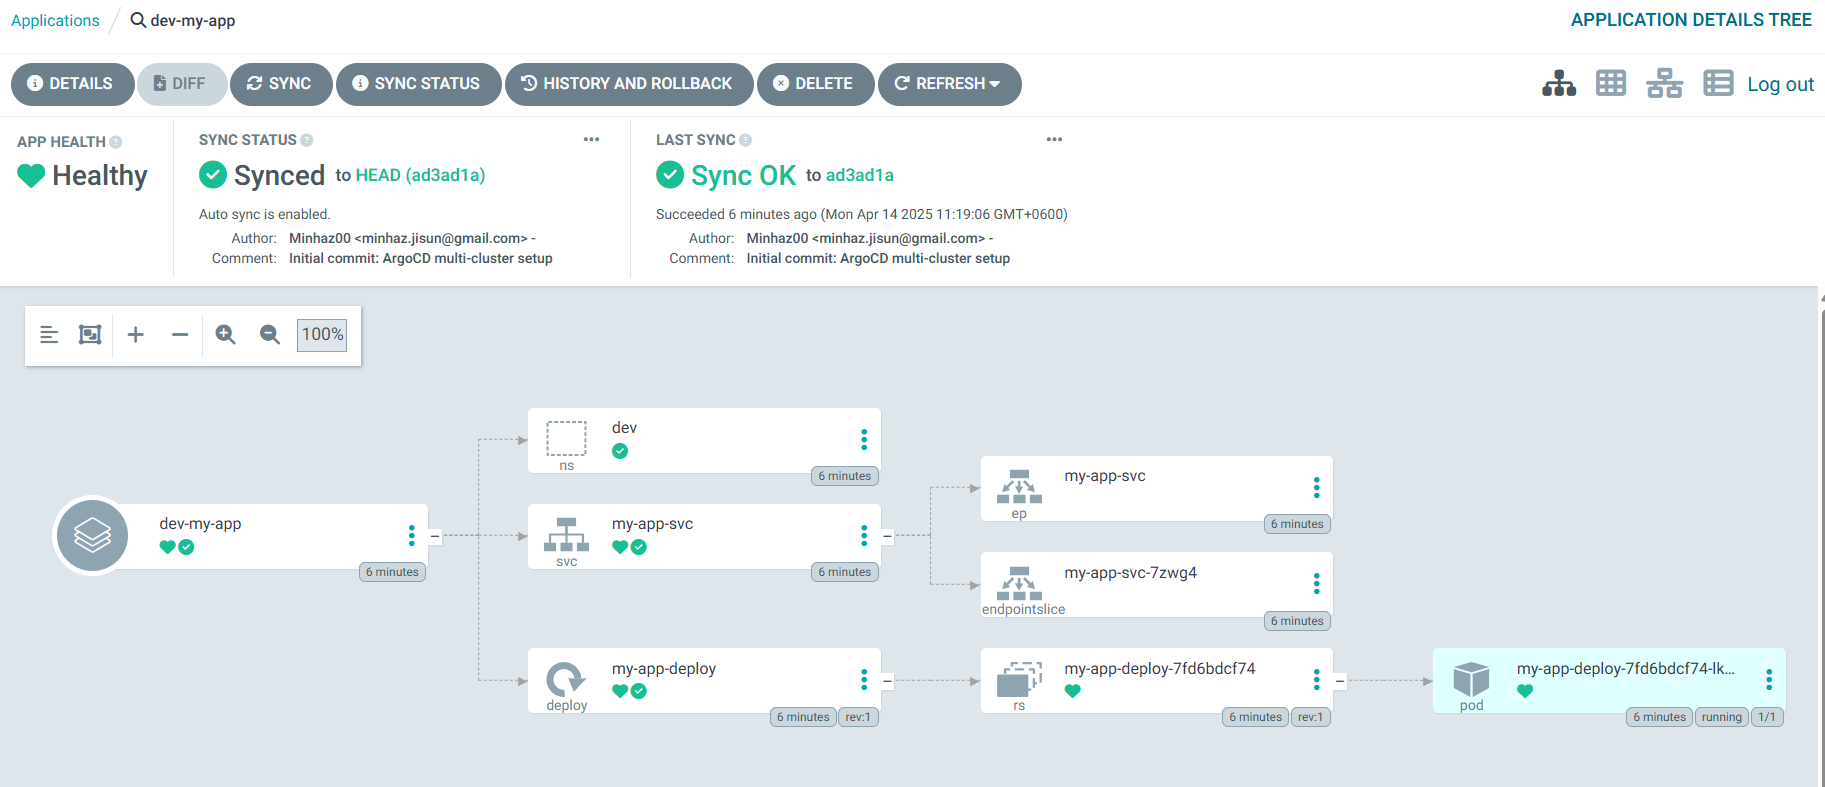 Applications / dev-my-app
APPLICATION DETAILS TREE
DETAILS
DIFF
SYNC
SYNC STATUS
HISTORY AND ROLLBACK
DELETE
REFRESH
Log out
APP HEALTH
Healthy
SYNC STATUS
Synced to HEAD (ad3ad1a)
Auto sync is enabled.
Author: Minhaz00 <minhaz.jisun@gmail.com> -
Comment: Initial commit: ArgoCD multi-cluster setup
LAST SYNC
Sync OK to ad3ad1a
Succeeded 6 minutes ago (Mon Apr 14 2025 11:19:06 GMT+0600)
Author: Minhaz00 <minhaz.jisun@gmail.com> -
Comment: Initial commit: ArgoCD multi-cluster setup
100%
dev-my-app
6 minutes
dev
ns
6 minutes
my-app-svc
svc
6 minutes
my-app-deploy
deploy
6 minutes
rev:1
my-app-svc
ep
6 minutes
my-app-svc-7zwg4
endpointslice
6 minutes
my-app-deploy-7fd6bdcf74
rs
6 minutes
rev:1
my-app-deploy-7fd6bdcf74-lk...
pod
6 minutes
running
1/1